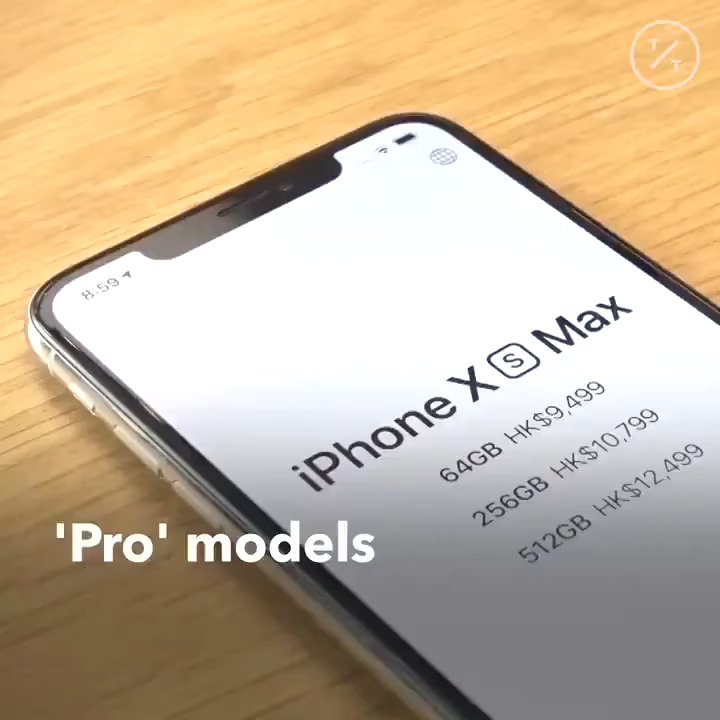 T/T
8:59
iPhone XS Max
64GB HK$9,499
256GB HK$10,799
512GB HK$12,499
'Pro' models